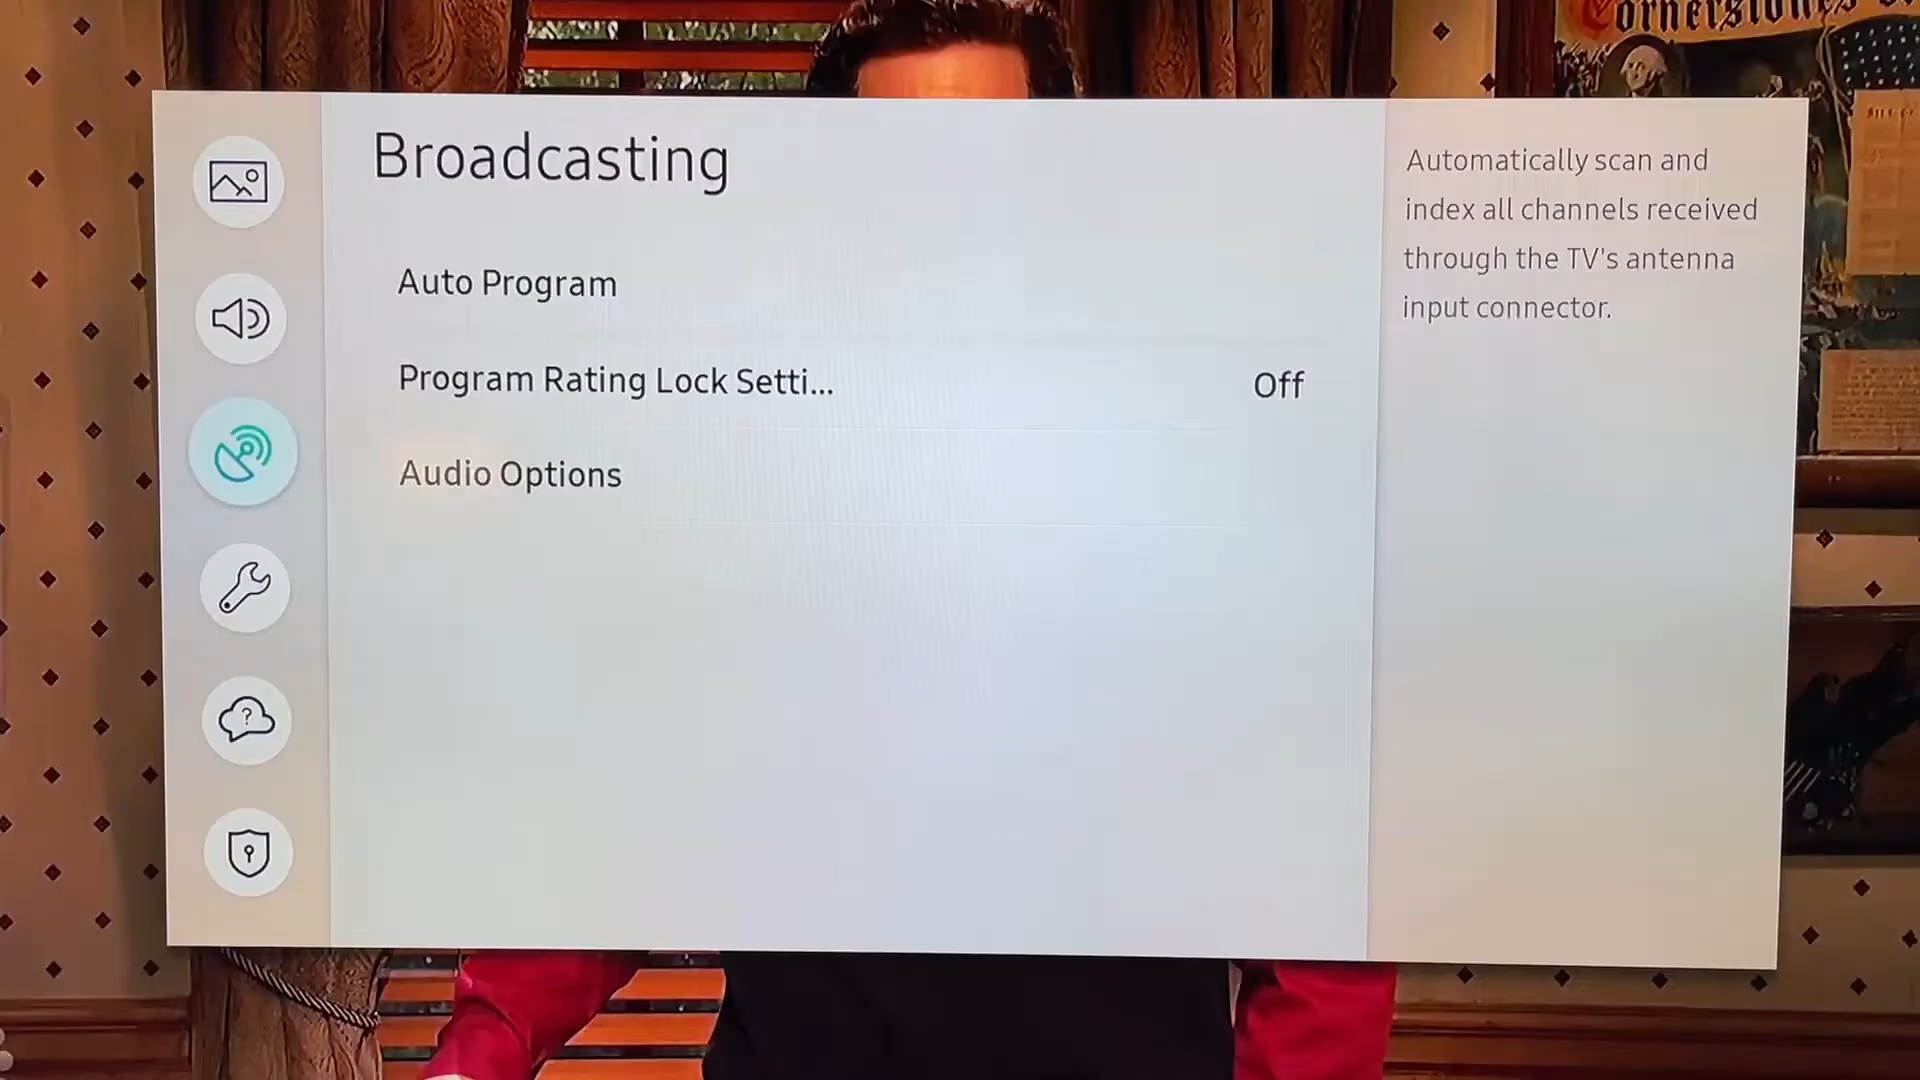 Broadcasting
Auto Program
Program Rating Lock Setti...
Off
Audio Options
Automatically scan and
index all channels received
through the TV's antenna
input connector.